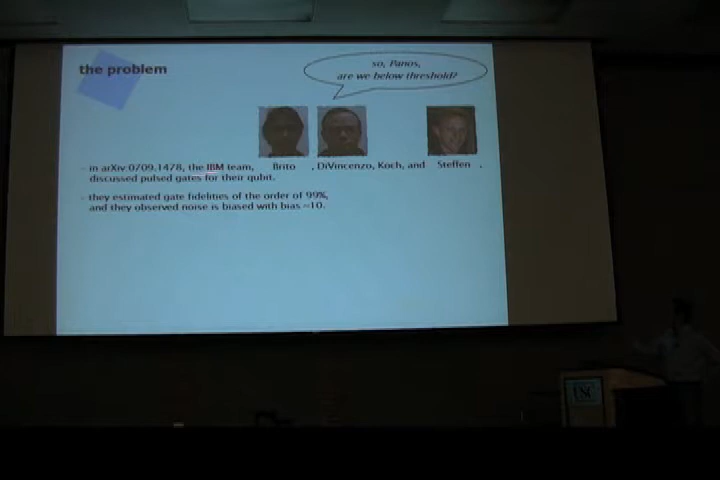 the problem
so, Panos,
are we below threshold?
- in arXiv 0709.1478, the IBM team, Brito , DiVincenzo, Koch, and Steffen ,
discussed pulsed gates for their qubit.
- they estimated gate fidelities of the order of 99%,
and they observed noise is biased with bias ≈10.
USC